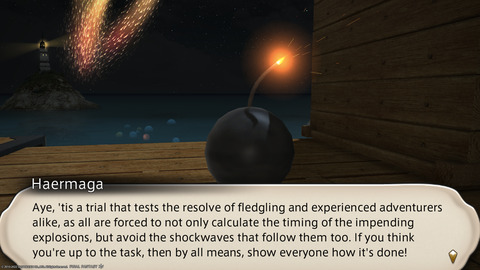 Haermaga
Aye, 'tis a trial that tests the resolve of fledgling and experienced adventurers
alike, as all are forced to not only calculate the timing of the impending
explosions, but avoid the shockwaves that follow them too. If you think
you're up to the task, then by all means, show everyone how it's done!